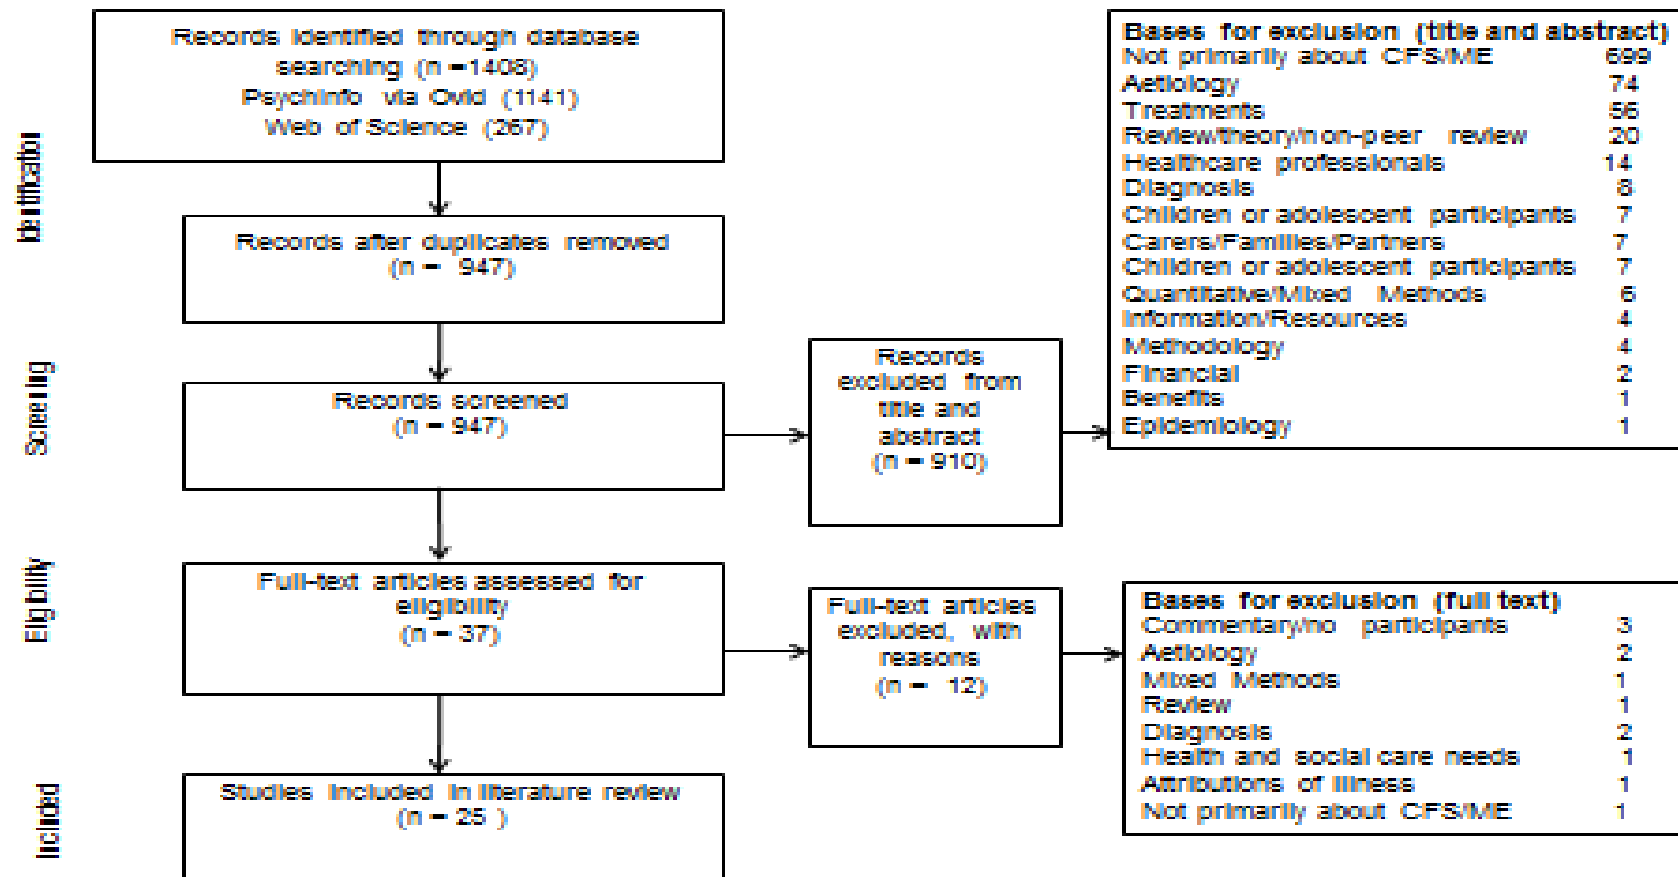 Records identified through database
searching (n =1408)
Psychinfo via Ovid (1141)
Web of Science (267)
Identification
Records after duplicates removed
(n = 947)
Screening
Records screened
(n = 947)
Records
excluded from
title and
abstract
(n = 910)
Bases for exclusion (title and abstract)
Not primarily about CFS/ME 699
Aetiology 74
Treatments 56
Review/theory/non-peer review 20
Healthcare professionals 14
Diagnosis 8
Children or adolescent participants 7
Carers/Families/Partners 7
Children or adolescent participants 7
Quantitative/Mixed Methods 6
Information/Resources 4
Methodology 4
Financial 2
Benefits 1
Epidemiology 1
Eligibility
Full-text articles assessed for
eligibility
(n = 37)
Full-text articles
excluded, with
reasons
(n = 12)
Bases for exclusion (full text)
Commentary/no participants 3
Aetiology 2
Mixed Methods 1
Review 1
Diagnosis 2
Health and social care needs 1
Attributions of illness 1
Not primarily about CFS/ME 1
Included
Studies included in literature review
(n = 25 )